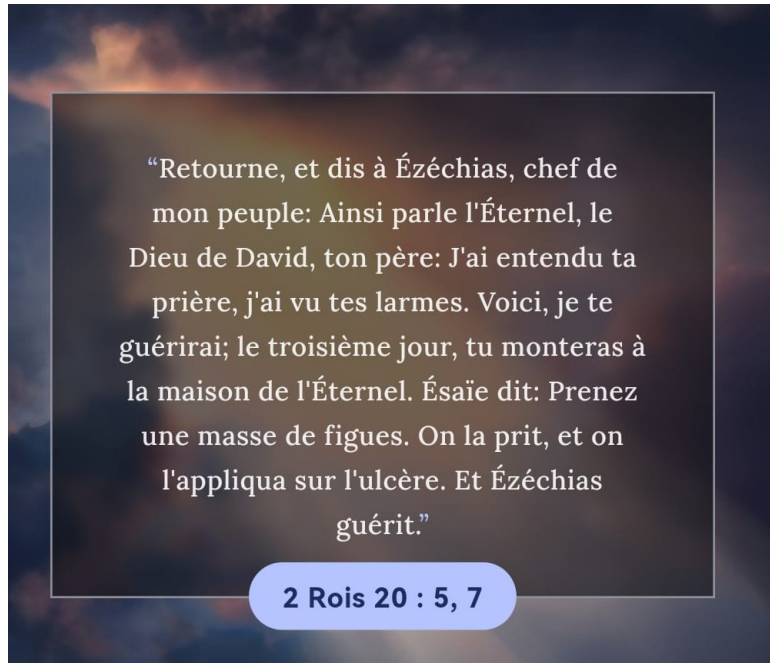 “Retourne, et dis à Ézéchias, chef de
mon peuple: Ainsi parle l'Éternel, le
Dieu de David, ton père: J'ai entendu ta
prière, j'ai vu tes larmes. Voici, je te
guérirai; le troisième jour, tu monteras à
la maison de l'Éternel. Ésaïe dit: Prenez
une masse de figues. On la prit, et on
l'appliqua sur l'ulcère. Et Ézéchias
guérit.”
2 Rois 20 : 5, 7